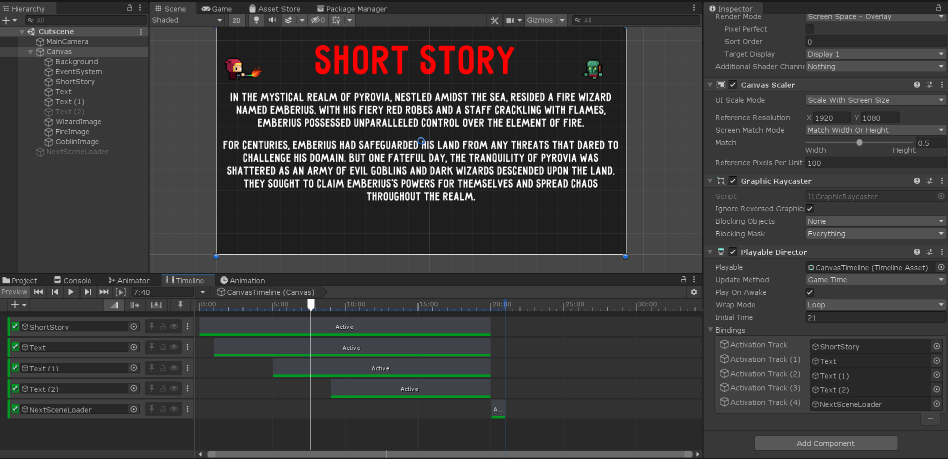 Hierarchy
All
Cutscene
MainCamera
Canvas
Background
EventSystem
ShortStory
Text
Text (1)
Text (2)
WizardImage
FireImage
GoblinImage
NextSceneLoader
Scene
Game
Asset Store
Package Manager
Shaded
2D
0
Gizmos
All
SHORT STORY
IN THE MYSTICAL REALM OF PYROVIA, NESTLED AMIDST THE SEA, RESIDED A FIRE WIZARD
NAMED EMBERIUS. WITH HIS FIERY RED ROBES AND A STAFF CRACKLING WITH FLAMES,
EMBERIUS POSSESSED UNPARALLELED CONTROL OVER THE ELEMENT OF FIRE.
FOR CENTURIES, EMBERIUS HAD SAFEGUARDED HIS LAND FROM ANY THREATS THAT DARED TO
CHALLENGE HIS DOMAIN. BUT ONE FATEFUL DAY, THE TRANQUILITY OF PYROVIA WAS
SHATTERED AS AN ARMY OF EVIL GOBLINS AND DARK WIZARDS DESCENDED UPON THE LAND.
THEY SOUGHT TO CLAIM EMBERIUS'S POWERS FOR THEMSELVES AND SPREAD CHAOS
THROUGHOUT THE REALM.
Inspector
Render Mode Screen Space - Overlay
Pixel Perfect
Sort Order 0
Target Display Display 1
Additional Shader Channe Nothing
Canvas Scaler
UI Scale Mode Scale With Screen Size
Reference Resolution X 1920 Y 1080
Screen Match Mode Match Width Or Height
Match 0.5
Width Height
Reference Pixels Per Unit 100
Graphic Raycaster
Script GraphicRaycaster
Ignore Reversed Graphic
Blocking Objects None
Blocking Mask Everything
Playable Director
Playable CanvasTimeline (Timeline Asset)
Update Method Game Time
Play On Awake
Wrap Mode Loop
Initial Time 21
Bindings
Activation Track ShortStory
Activation Track (1) Text
Activation Track (2) Text (1)
Activation Track (3) Text (2)
Activation Track (4) NextSceneLoader
Add Component
Project
Console
Animator
Timeline
Animation
Preview
7:40
CanvasTimeline (Canvas)
0:00 5:00 10:00 15:00 20:00 25:00 30:00
ShortStory Active
Text Active
Text (1) Active
Text (2) Active
NextSceneLoader A...